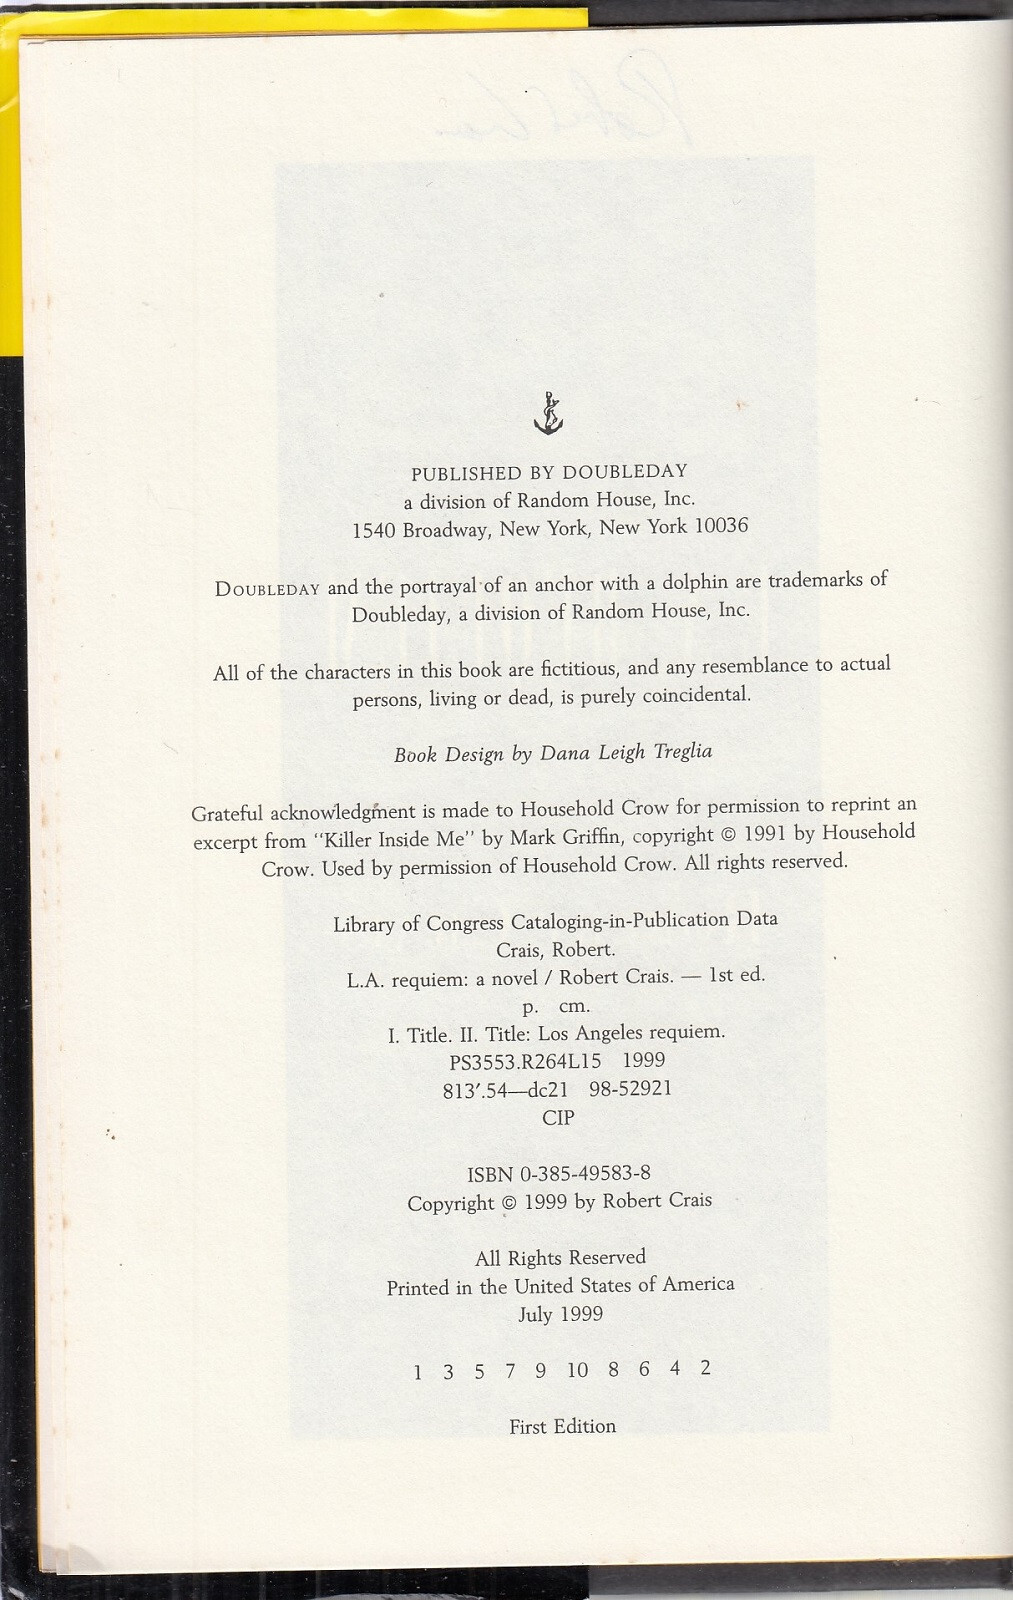 PUBLISHED BY DOUBLEDAY
a division of Random House, Inc.
1540 Broadway, New York, New York 10036
DOUBLEDAY and the portrayal of an anchor with a dolphin are trademarks of
Doubleday, a division of Random House, Inc.
All of the characters in this book are fictitious, and any resemblance to actual
persons, living or dead, is purely coincidental.
Book Design by Dana Leigh Treglia
Grateful acknowledgment is made to Household Crow for permission to reprint an
excerpt from “Killer Inside Me” by Mark Griffin, copyright © 1991 by Household
Crow. Used by permission of Household Crow. All rights reserved.
Library of Congress Cataloging-in-Publication Data
Crais, Robert.
L.A. requiem: a novel / Robert Crais. — 1st ed.
p. cm.
I. Title. II. Title: Los Angeles requiem.
PS3553.R264L15 1999
813′.54—dc21 98-52921
CIP
ISBN 0-385-49583-8
Copyright © 1999 by Robert Crais
All Rights Reserved
Printed in the United States of America
July 1999
1 3 5 7 9 10 8 6 4 2
First Edition